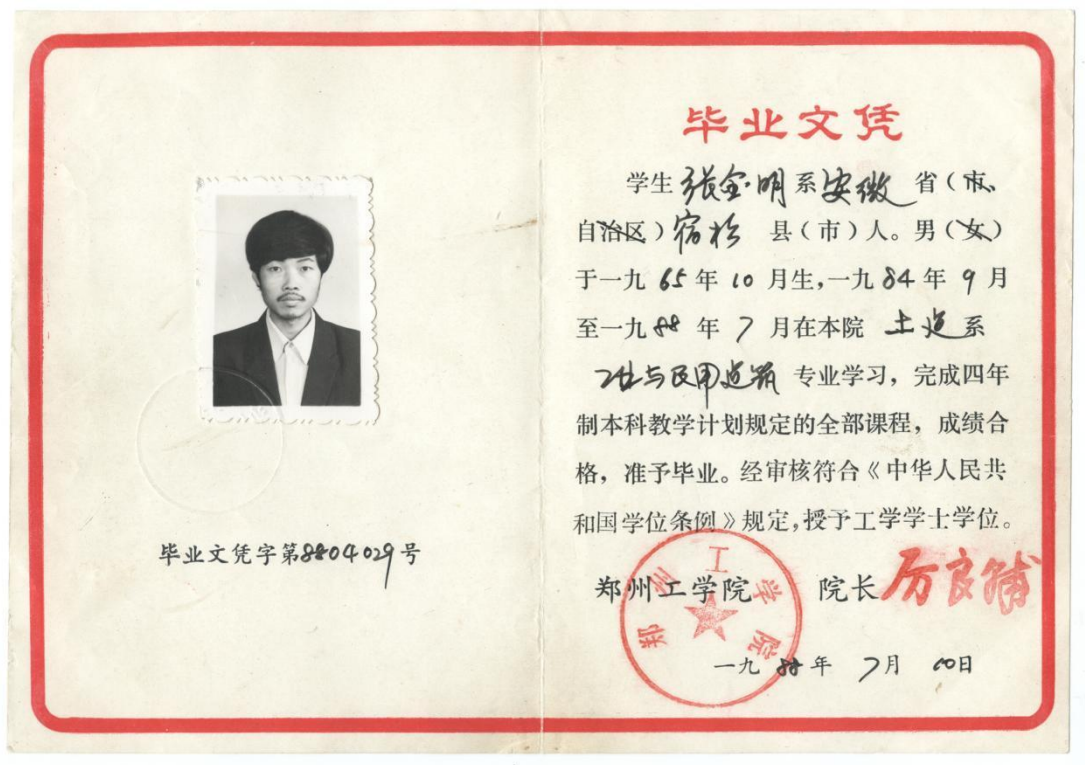 毕业文凭字第8804029号
毕业文凭
学生张金明系安徽省(市、
自治区)宿松县(市)人。男(女)
于一九65年10月生,一九84年9月
至一九88年7月在本院土建系
工业与民用建筑专业学习,完成四年
制本科教学计划规定的全部课程,成绩合
格,准予毕业。经审核符合《中华人民共
和国学位条例》规定,授予工学学士学位。
郑州工学院 院长厉良辅
郑州工学院
一九88年7月10日